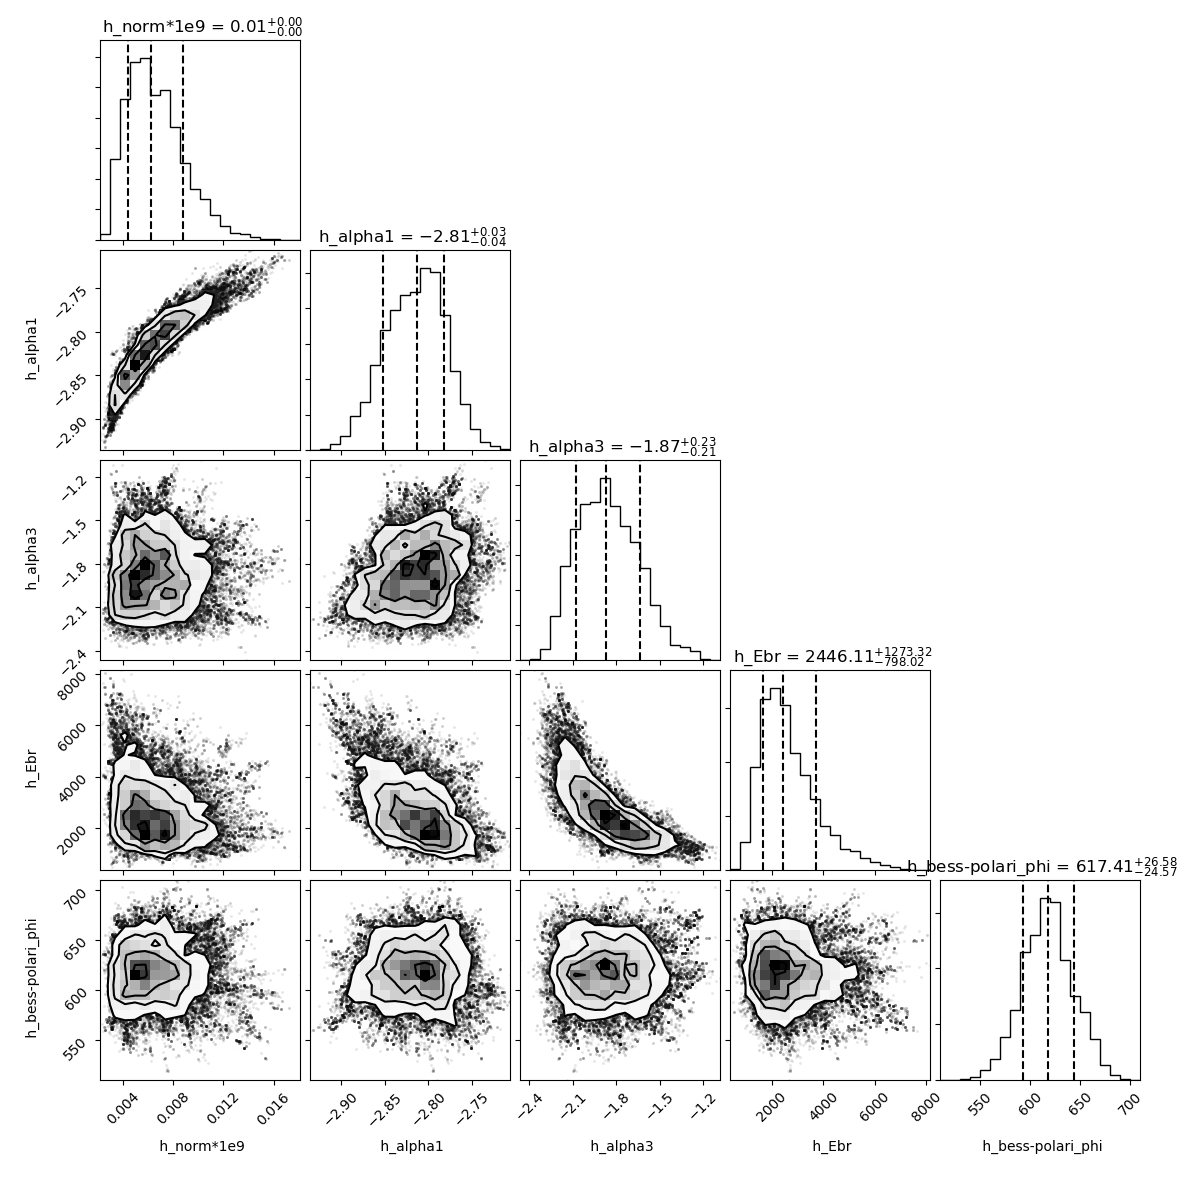 h_norm*1e9 = 0.01+0.00 −0.00
h_alpha1 = −2.81+0.03 −0.04
−2.75
−2.80
−2.85
−2.90
h_alpha1
h_alpha3 = −1.87+0.23 −0.21
−1.2
−1.5
−1.8
−2.1
−2.4
h_alpha3
h_Ebr = 2446.11+1273.32 −798.02
8000
6000
4000
2000
h_Ebr
h_bess-polari_phi = 617.41+26.58 −24.57
700
650
600
550
h_bess-polari_phi
0.004 0.008 0.012 0.016 −2.90 −2.85 −2.80 −2.75 −2.4 −2.1 −1.8 −1.5 −1.2 2000 4000 6000 8000 550 600 650 700
h_norm*1e9 h_alpha1 h_alpha3 h_Ebr h_bess-polari_phi